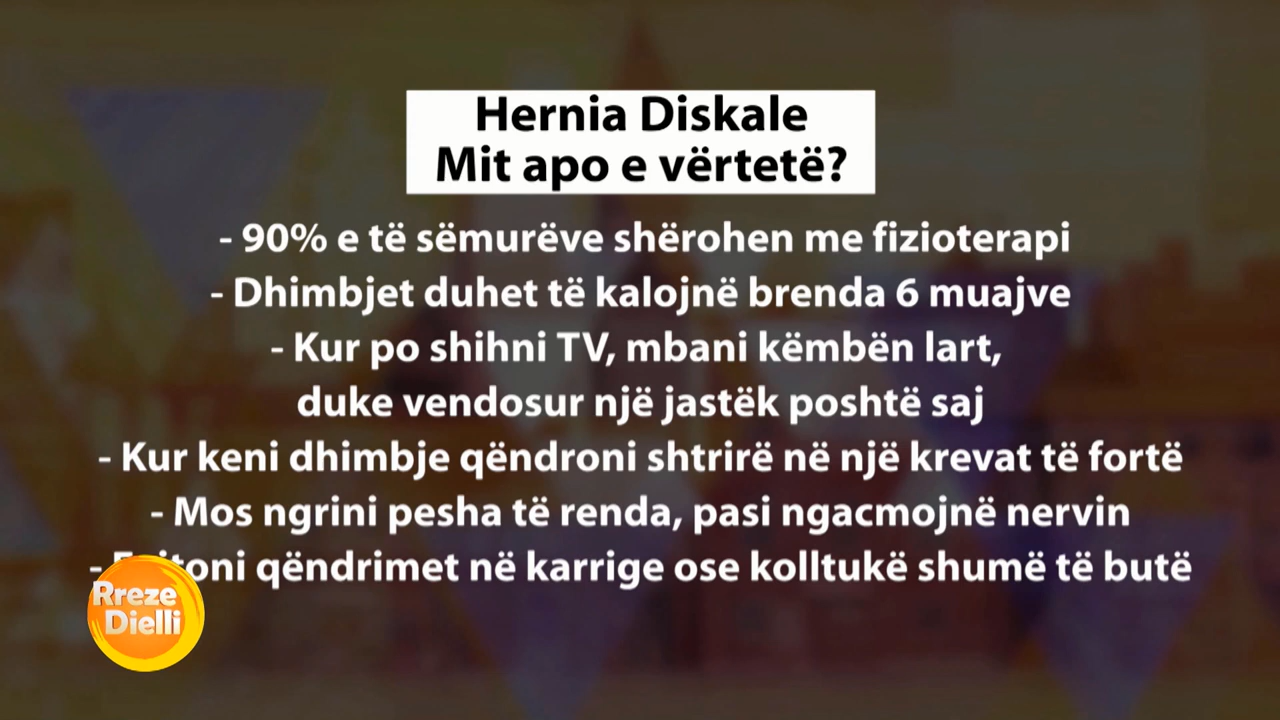 Hernia Diskale
Mit apo e vërtetë?
- 90% e të sëmurëve shërohen me fizioterapi
- Dhimbjet duhet të kalojnë brenda 6 muajve
- Kur po shihni TV, mbani këmbën lart,
duke vendosur një jastëk poshtë saj
- Kur keni dhimbje qëndroni shtrirë në një krevat të fortë
- Mos ngrini pesha të renda, pasi ngacmojnë nervin
- qëndrimet në karrige ose kolltukë shumë të butë
Rreze
Dielli